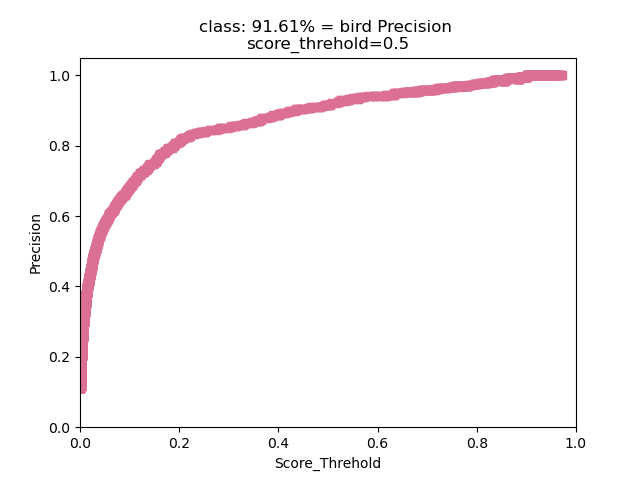 class: 91.61% = bird Precision
score_threhold=0.5
1.0
0.8
0.6
0.4
0.2
0.0
Precision
0.0 0.2 0.4 0.6 0.8 1.0
Score_Threhold